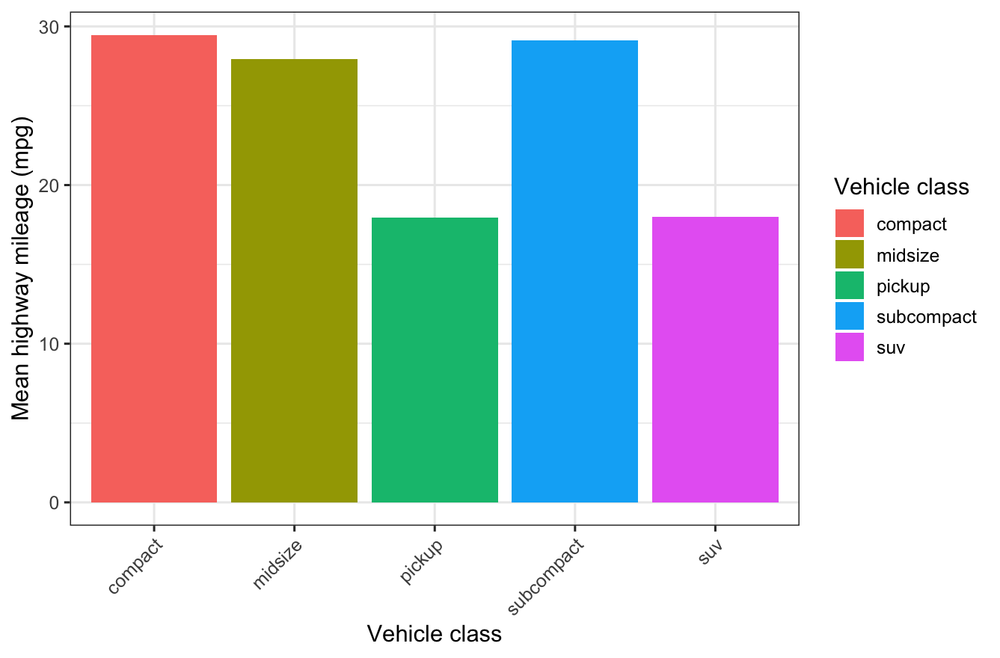 Mean highway mileage (mpg)
30
20
10
0
compact
midsize
pickup
subcompact
suv
Vehicle class
Vehicle class
compact
midsize
pickup
subcompact
suv